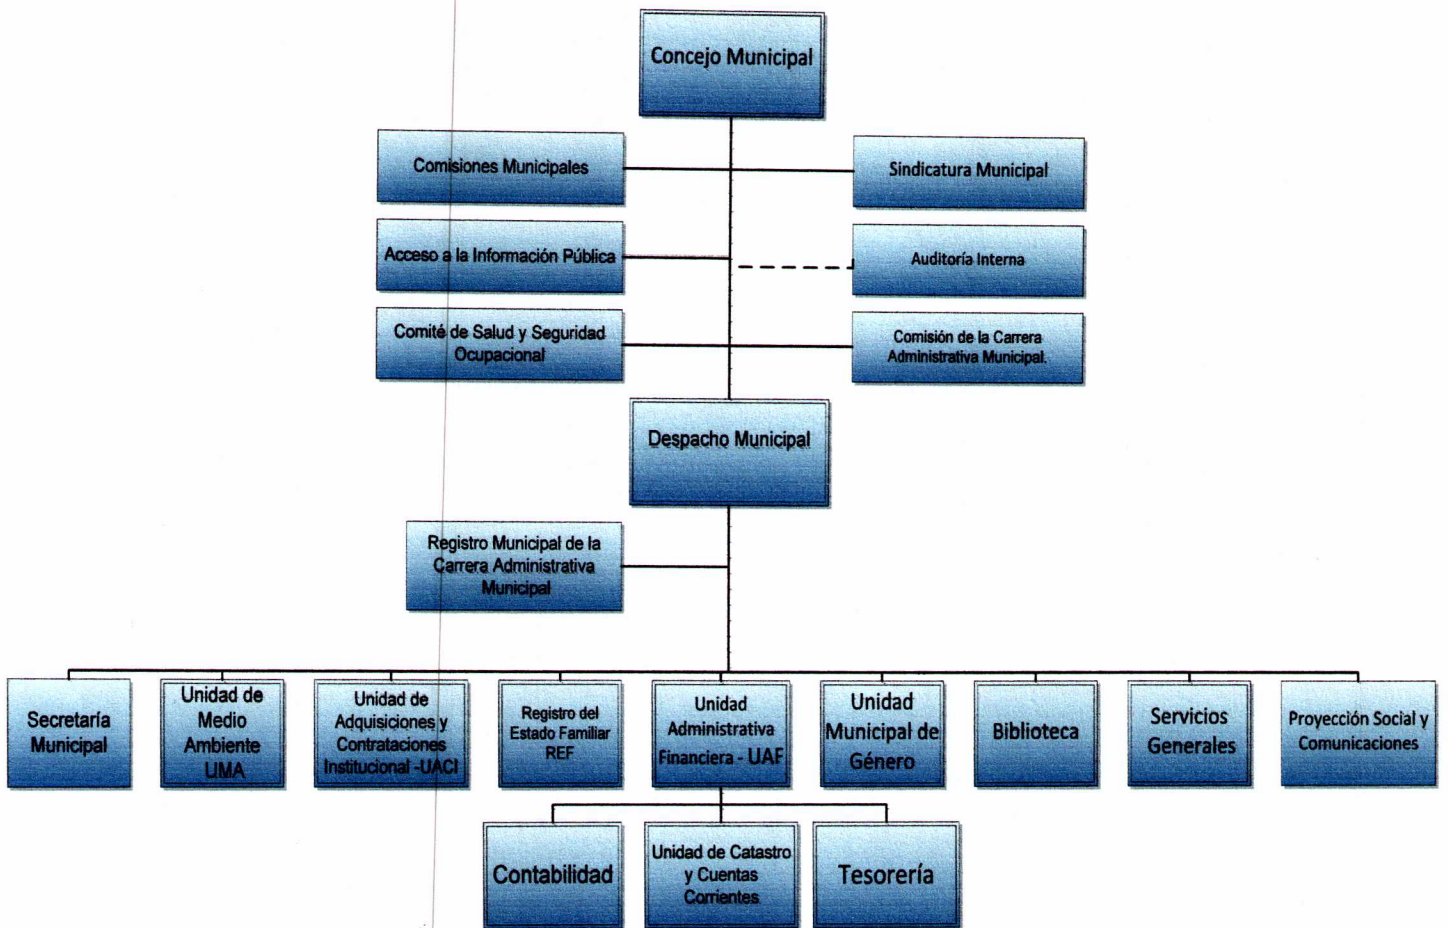 Concejo Municipal
Comisiones Municipales
Sindicatura Municipal
Acceso a la Información Pública
Auditoría Interna
Comité de Salud y Seguridad
Ocupacional
Comisión de la Carrera
Administrativa Municipal.
Despacho Municipal
Registro Municipal de la
Carrera Administrativa
Municipal
Secretaría
Municipal
Unidad de
Medio
Ambiente
UMA
Unidad de
Adquisiciones y
Contrataciones
Institucional -UACI
Registro del
Estado Familiar
REF
Unidad
Administrativa
Financiera - UAF
Unidad
Municipal de
Género
Biblioteca
Servicios
Generales
Proyección Social y
Comunicaciones
Contabilidad
Unidad de Catastro
y Cuentas
Corrientes
Tesorería